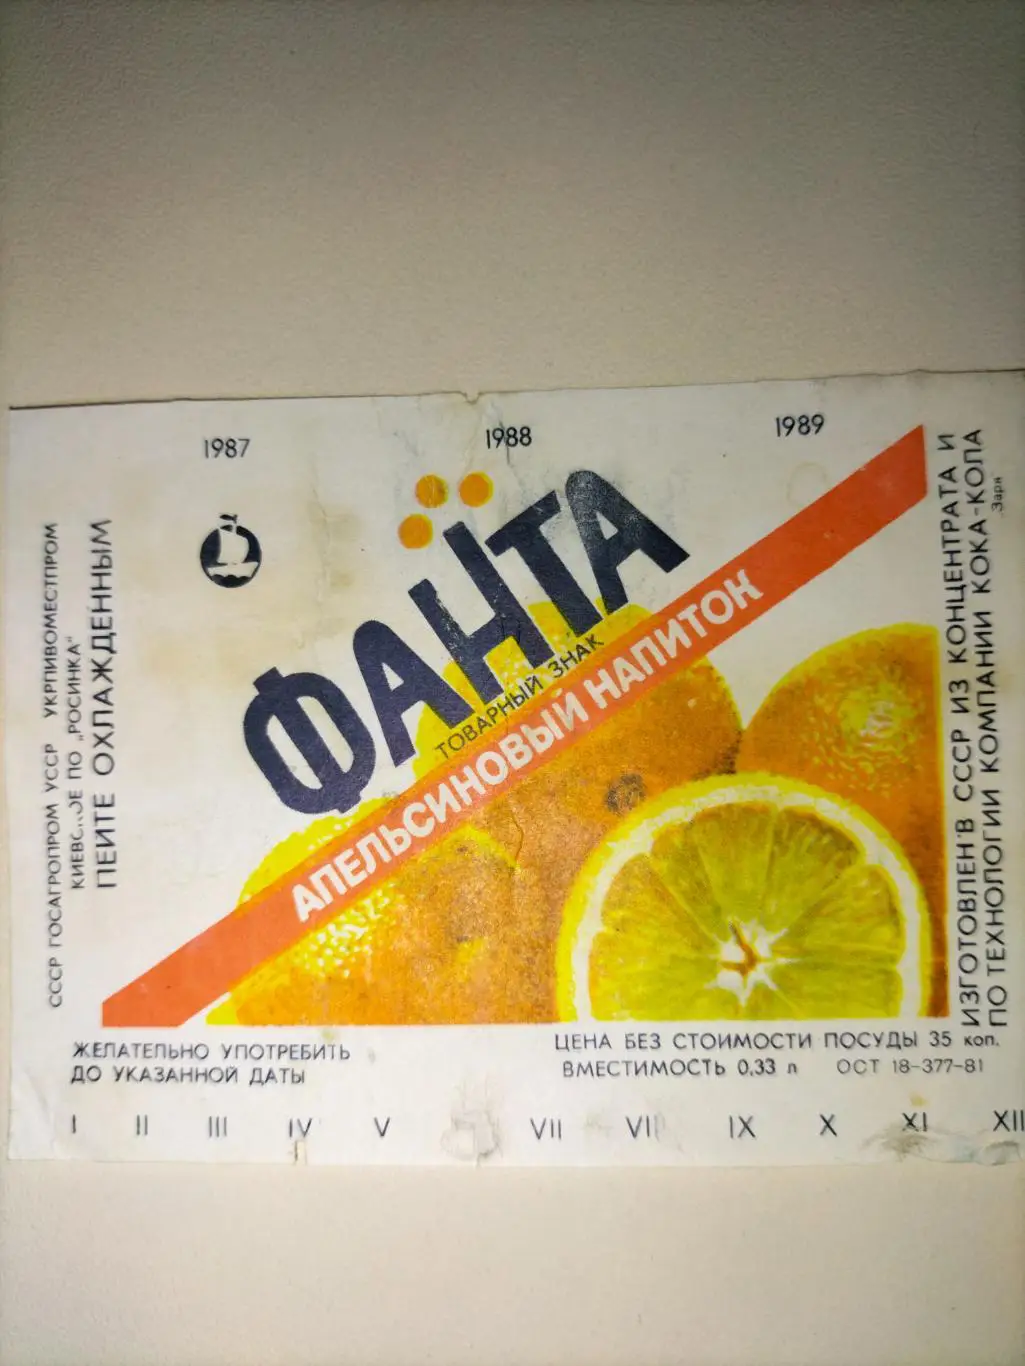 1987
1988
1989
ФАНТА
ТОВАРНЫЙ ЗНАК
АПЕЛЬСИНОВЫЙ НАПИТОК
СССР ГОСАГРОПРОМ УССР УКРПИВОМЕСТПРОМ
КИЕВСКОЕ ПО „РОСИНКА"
ПЕЙТЕ ОХЛАЖДЕННЫМ
ИЗГОТОВЛЕН В СССР ИЗ КОНЦЕНТРАТА И
ПО ТЕХНОЛОГИИ КОМПАНИИ КОКА-КОЛА
Заря
ЖЕЛАТЕЛЬНО УПОТРЕБИТЬ
ДО УКАЗАННОЙ ДАТЫ
ЦЕНА БЕЗ СТОИМОСТИ ПОСУДЫ 35 коп.
ВМЕСТИМОСТЬ 0,33 л ОСТ 18-377-81
I II III IV V VII VII IX X XI XII